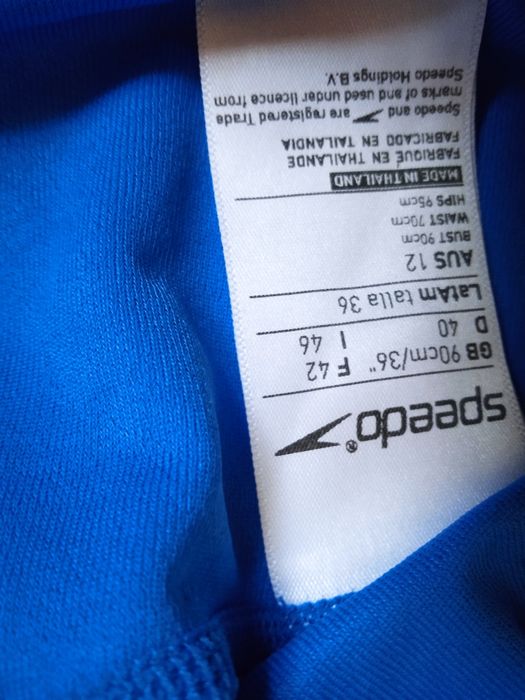 speedo®
GB 90cm/36" F 42
D 40 I 46
LatAm talla 36
AUS 12
BUST 90cm
WAIST 70cm
HIPS 95cm
MADE IN THAILAND
FABRIQUÉ EN THAILANDE
FABRICADO EN TAILANDIA
Speedo and are registered Trade
marks of and used under licence from
Speedo Holdings B.V.